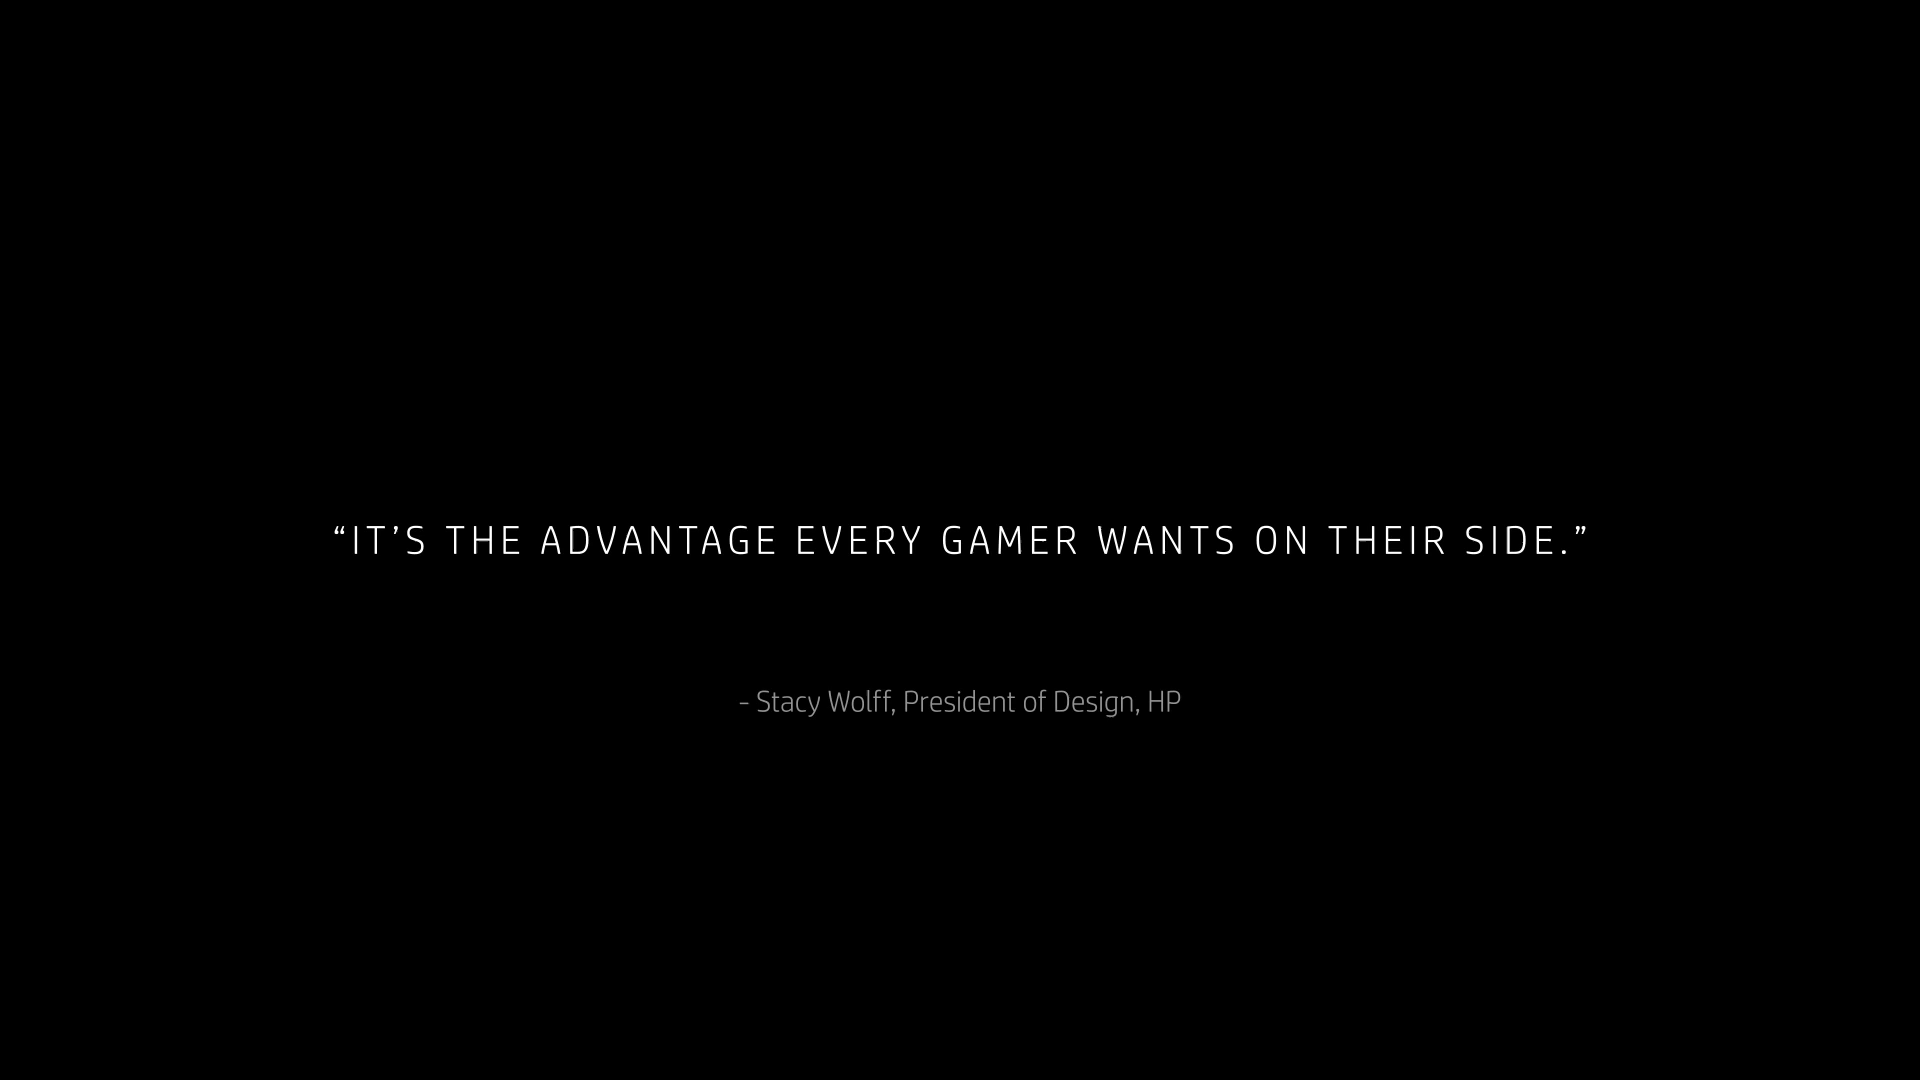 “IT’S THE ADVANTAGE EVERY GAMER WANTS ON THEIR SIDE.”
- Stacy Wolff, President of Design, HP